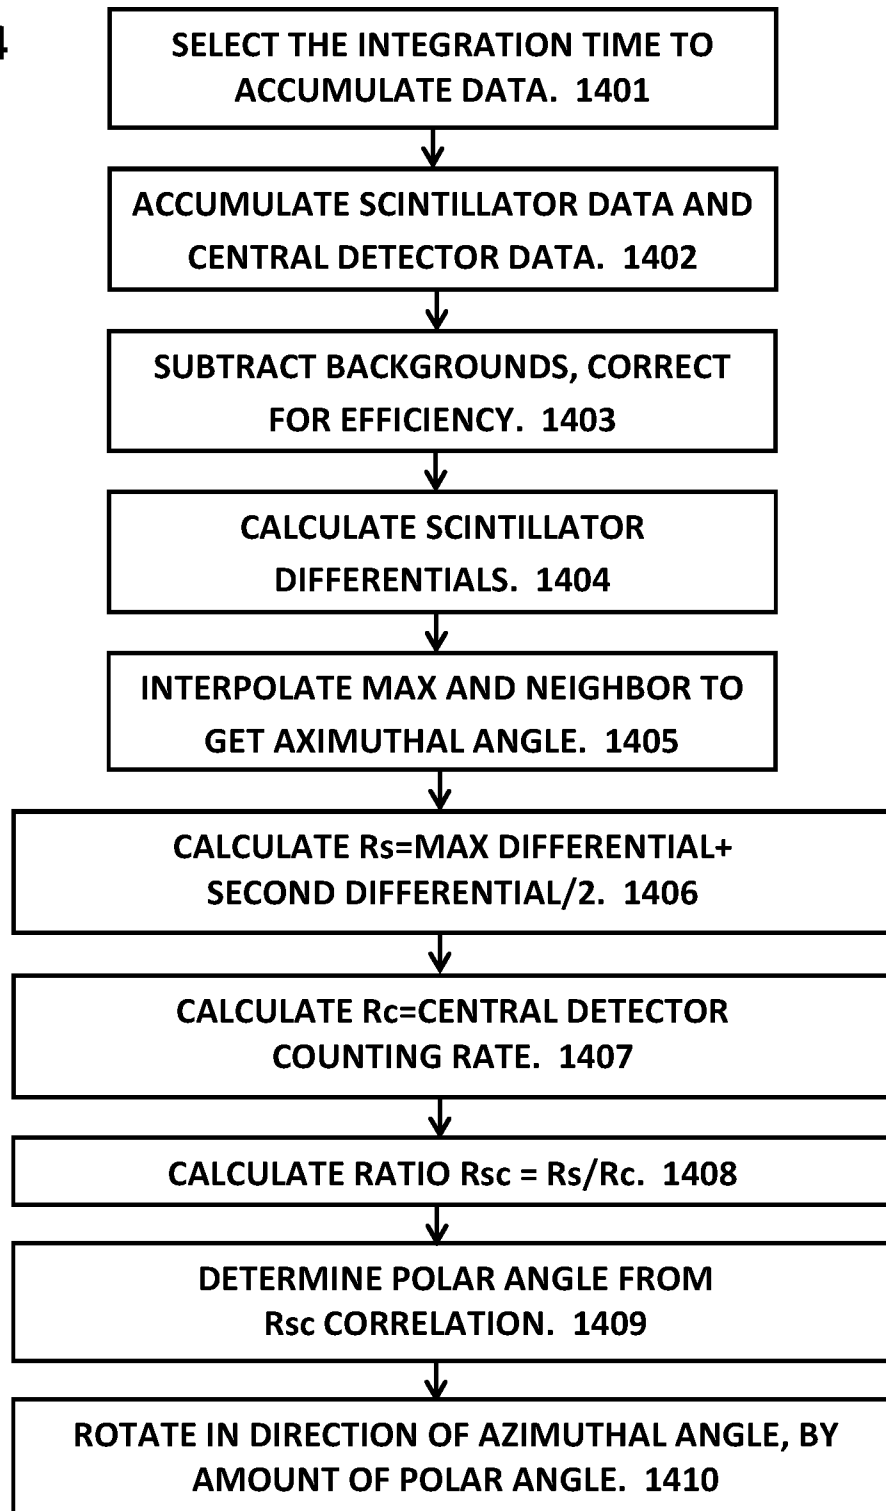 4
SELECT THE INTEGRATION TIME TO
ACCUMULATE DATA. 1401
ACCUMULATE SCINTILLATOR DATA AND
CENTRAL DETECTOR DATA. 1402
SUBTRACT BACKGROUNDS, CORRECT
FOR EFFICIENCY. 1403
CALCULATE SCINTILLATOR
DIFFERENTIALS. 1404
INTERPOLATE MAX AND NEIGHBOR TO
GET AXIMUTHAL ANGLE. 1405
CALCULATE Rs=MAX DIFFERENTIAL+
SECOND DIFFERENTIAL/2. 1406
CALCULATE Rc=CENTRAL DETECTOR
COUNTING RATE. 1407
CALCULATE RATIO Rsc = Rs/Rc. 1408
DETERMINE POLAR ANGLE FROM
Rsc CORRELATION. 1409
ROTATE IN DIRECTION OF AZIMUTHAL ANGLE, BY
AMOUNT OF POLAR ANGLE. 1410